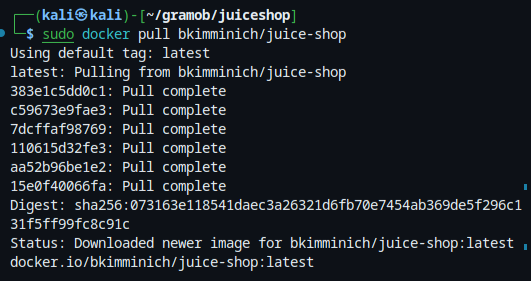 ┌──(kali㉿kali)-[~/gramob/juiceshop]
└─$ sudo docker pull bkimminich/juice-shop
Using default tag: latest
latest: Pulling from bkimminich/juice-shop
383e1c5dd0c1: Pull complete
c59673e9fae3: Pull complete
7dcffaf98769: Pull complete
110615d32fe3: Pull complete
aa52b96be1e2: Pull complete
15e0f40066fa: Pull complete
Digest: sha256:073163e118541daec3a26321d6fb70e7454ab369de5f296c1
31f5ff99fc8c91c
Status: Downloaded newer image for bkimminich/juice-shop:latest
docker.io/bkimminich/juice-shop:latest